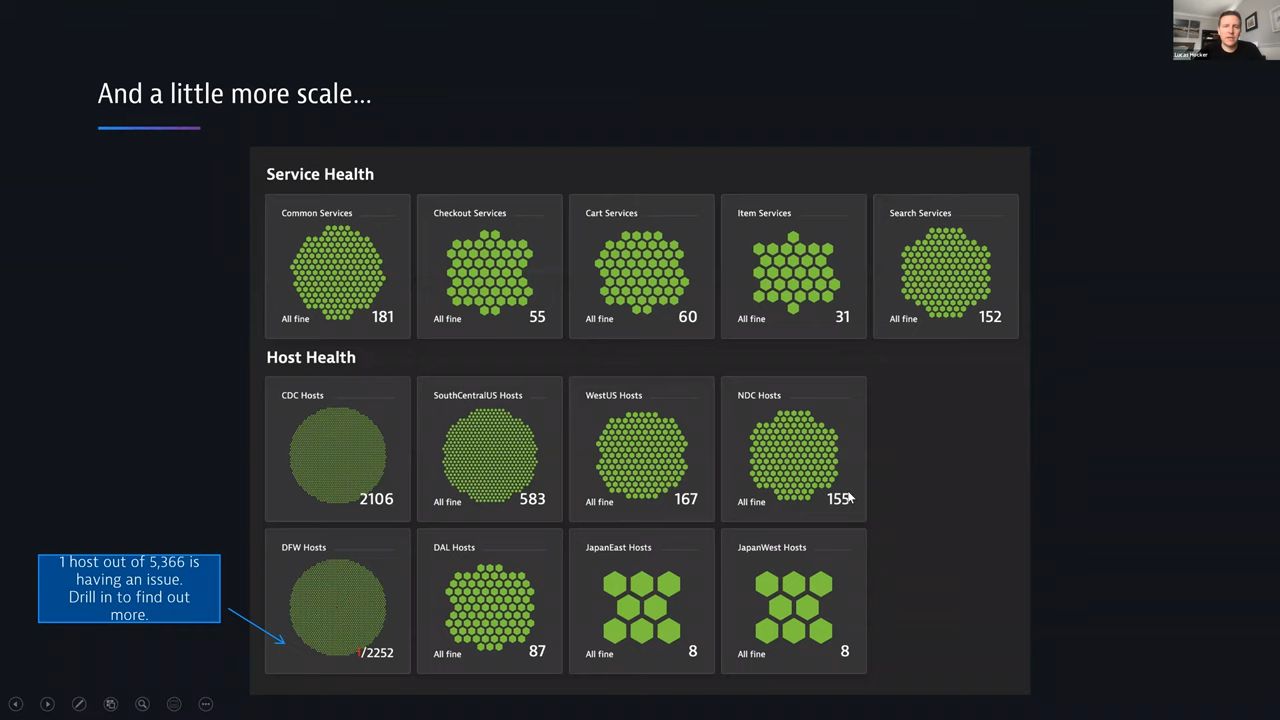 Lucas Hocker
And a little more scale...
Service Health
Common Services
All fine
181
Checkout Services
55
Cart Services
All fine
60
Item Services
All fine
31
Search Services
All fine
152
Host Health
CDC Hosts
2106
SouthCentralUS Hosts
All fine
583
WestUS Hosts
All fine
167
NDC Hosts
All fine
155
DFW Hosts
1/2252
DAL Hosts
All fine
87
JapanEast Hosts
All fine
8
JapanWest Hosts
All fine
8
1 host out of 5,366 is
having an issue.
Drill in to find out
more.